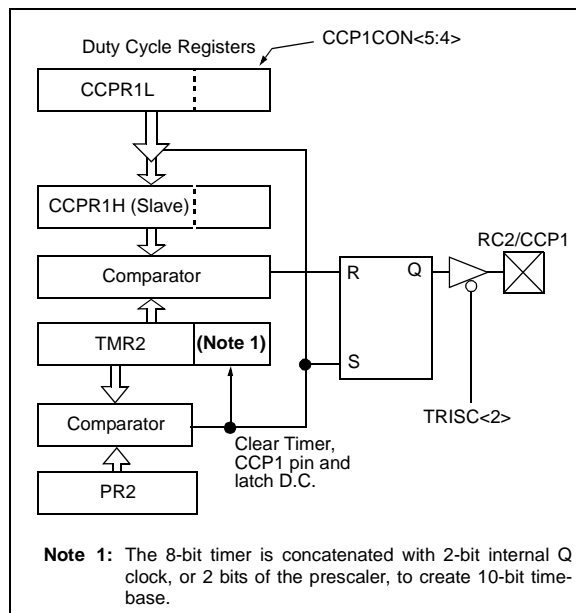 Duty Cycle Registers
CCP1CON<5:4>
CCPR1L
CCPR1H (Slave)
Comparator
R
Q
RC2/CCP1
TMR2
(Note 1)
S
Comparator
TRISC<2>
Clear Timer,
CCP1 pin and
latch D.C.
PR2
Note 1: The 8-bit timer is concatenated with 2-bit internal Q
clock, or 2 bits of the prescaler, to create 10-bit time-
base.